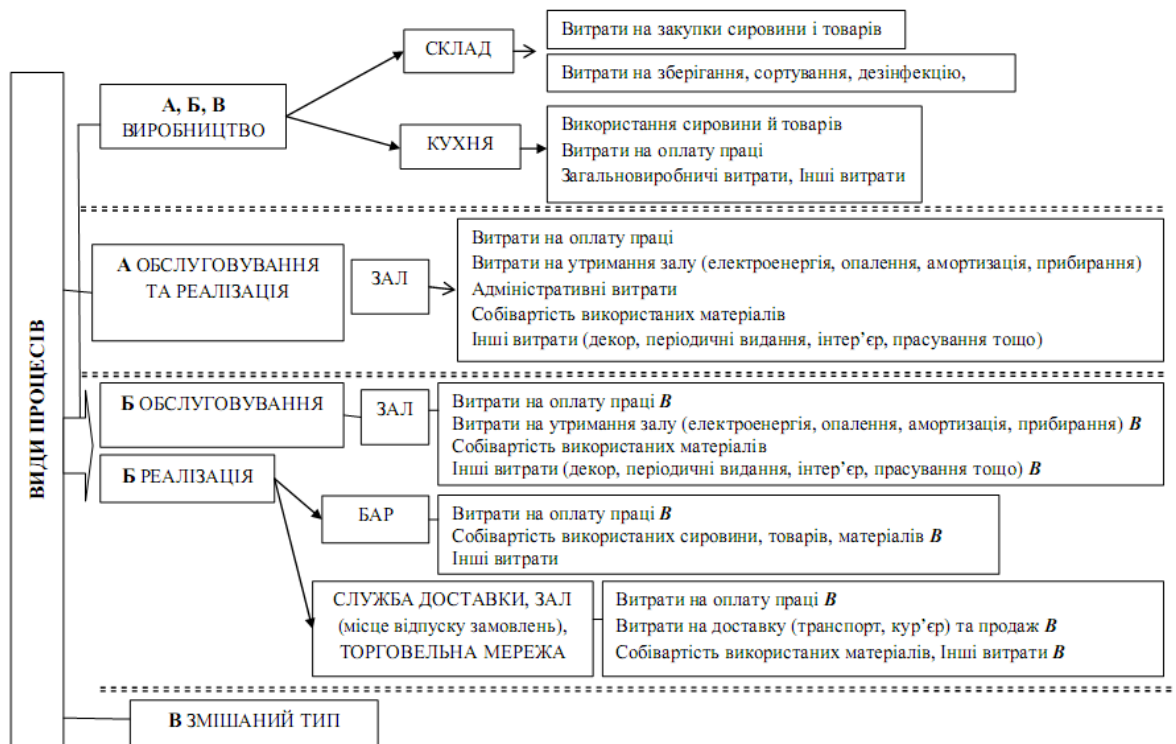 ВИДИ ПРОЦЕСІВ
А, Б, В
ВИРОБНИЦТВО
СКЛАД
Витрати на закупки сировини і товарів
Витрати на зберігання, сортування, дезінфекцію,
КУХНЯ
Використання сировини й товарів
Витрати на оплату праці
Загальновиробничі витрати, Інші витрати
А ОБСЛУГОВУВАННЯ
ТА РЕАЛІЗАЦІЯ
ЗАЛ
Витрати на оплату праці
Витрати на утримання залу (електроенергія, опалення, амортизація, прибирання)
Адміністративні витрати
Собівартість використаних матеріалів
Інші витрати (декор, періодичні видання, інтер’єр, прасування тощо)
Б ОБСЛУГОВУВАННЯ
ЗАЛ
Витрати на оплату праці В
Витрати на утримання залу (електроенергія, опалення, амортизація, прибирання) В
Собівартість використаних матеріалів
Інші витрати (декор, періодичні видання, інтер’єр, прасування тощо) В
Б РЕАЛІЗАЦІЯ
БАР
Витрати на оплату праці В
Собівартість використаних сировини, товарів, матеріалів В
Інші витрати
СЛУЖБА ДОСТАВКИ, ЗАЛ
(місце відпуску замовлень),
ТОРГОВЕЛЬНА МЕРЕЖА
Витрати на оплату праці В
Витрати на доставку (транспорт, кур’єр) та продаж В
Собівартість використаних матеріалів, Інші витрати В
В ЗМІШАНИЙ ТИП